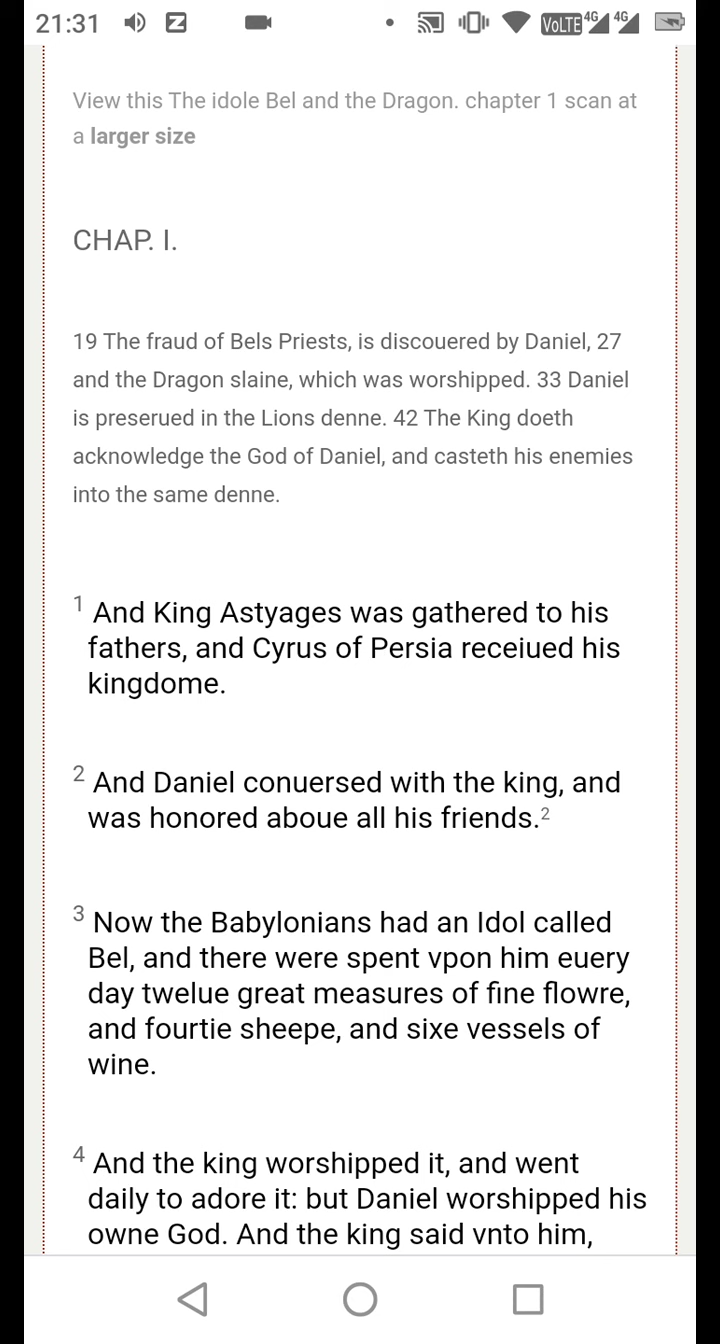 21:31
Z
VoLTE 4G 4G
View this The idole Bel and the Dragon. chapter 1 scan at
a larger size
CHAP. I.
19 The fraud of Bels Priests, is discouered by Daniel, 27
and the Dragon slaine, which was worshipped. 33 Daniel
is preserued in the Lions denne. 42 The King doeth
acknowledge the God of Daniel, and casteth his enemies
into the same denne.
1 And King Astyages was gathered to his
fathers, and Cyrus of Persia receiued his
kingdome.
2 And Daniel conuersed with the king, and
was honored aboue all his friends.2
3 Now the Babylonians had an Idol called
Bel, and there were spent vpon him euery
day twelue great measures of fine flowre,
and fourtie sheepe, and sixe vessels of
wine.
4 And the king worshipped it, and went
daily to adore it: but Daniel worshipped his
owne God. And the king said vnto him,